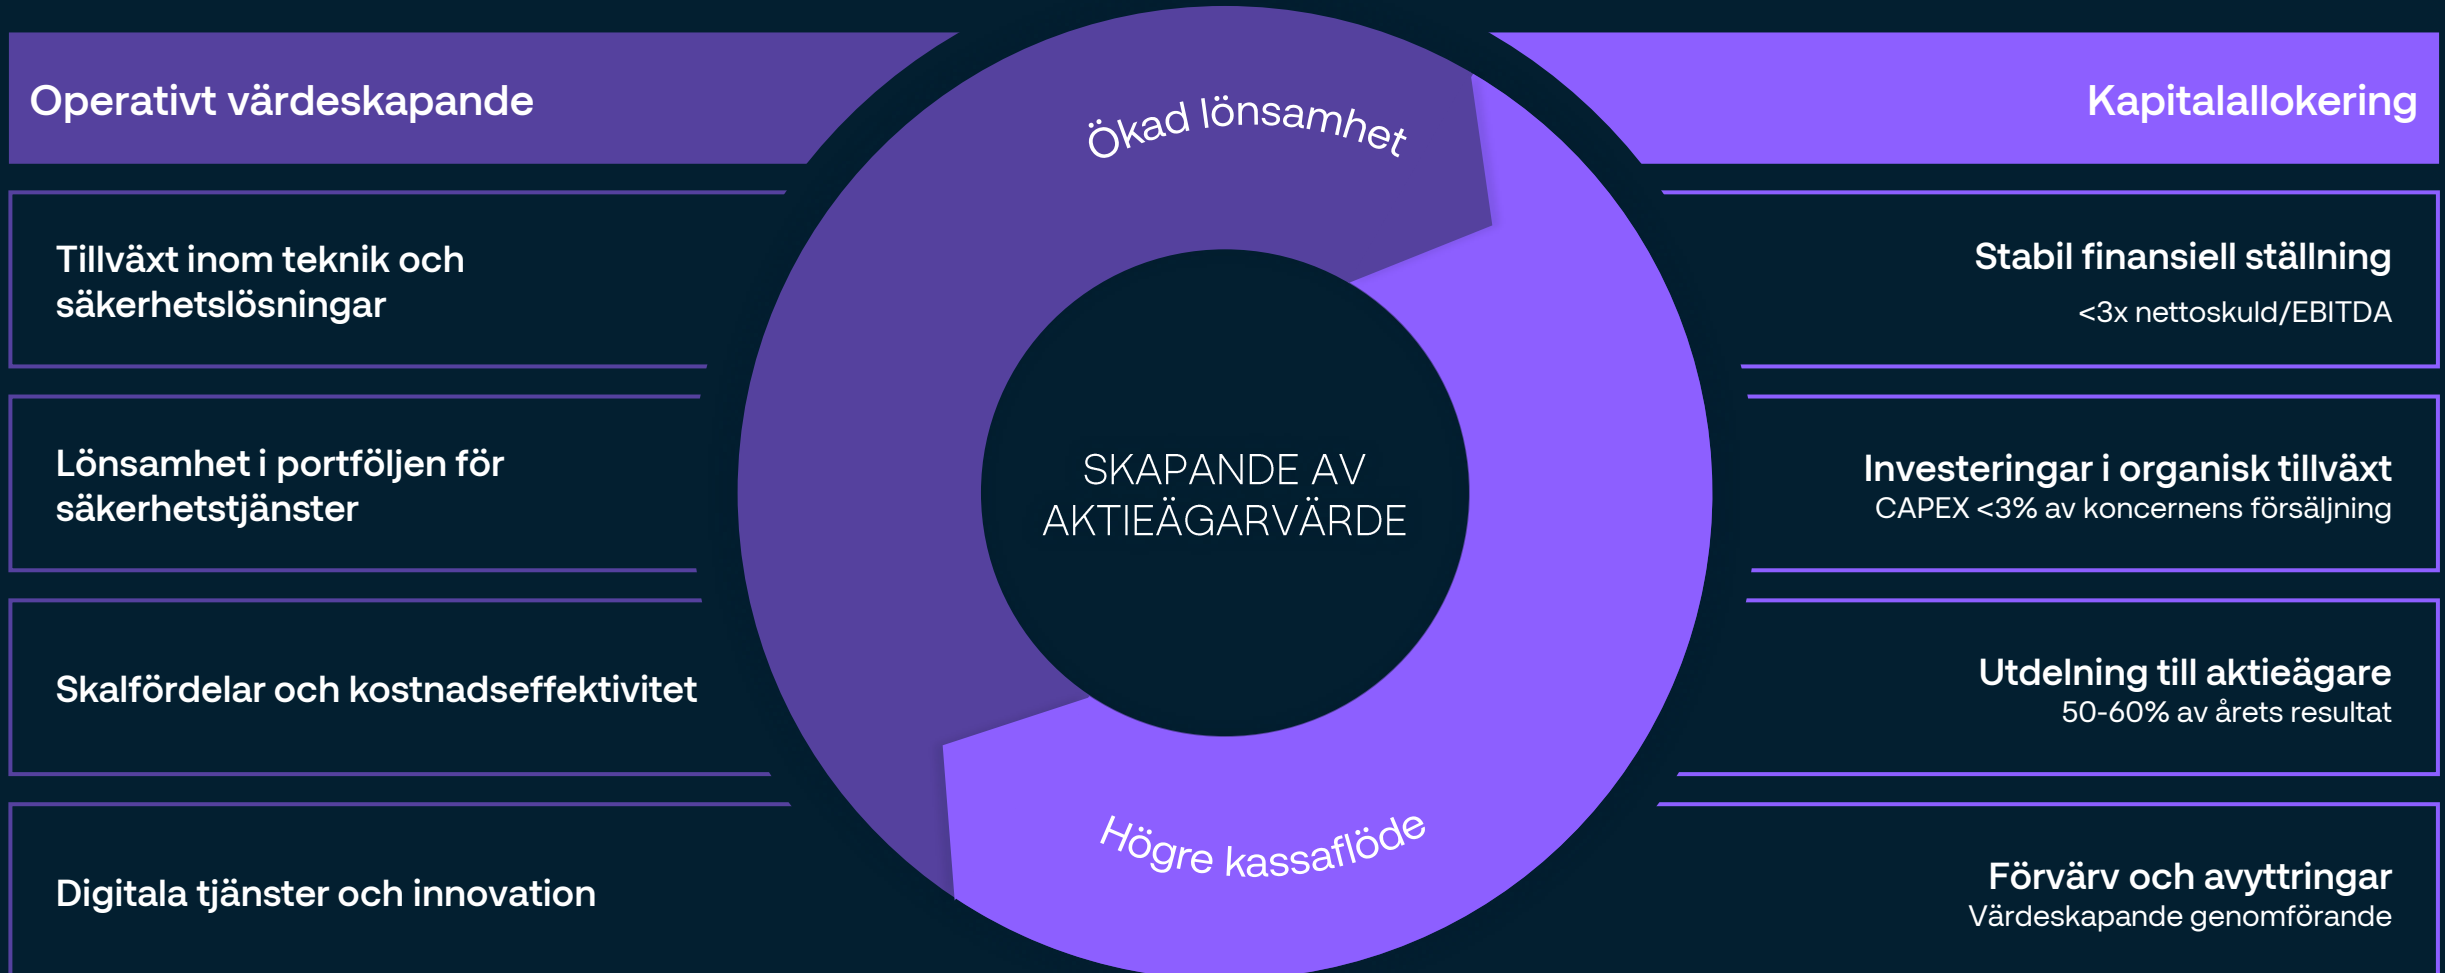 Operativt värdeskapande
Tillväxt inom teknik och
säkerhetslösningar
Lönsamhet i portföljen för
säkerhetstjänster
Skalfördelar och kostnadseffektivitet
Digitala tjänster och innovation
Ökad lönsamhet
SKAPANDE AV
AKTIEÄGARVÄRDE
Högre kassaflöde
Kapitalallokering
Stabil finansiell ställning
<3x nettoskuld/EBITDA
Investeringar i organisk tillväxt
CAPEX <3% av koncernens försäljning
Utdelning till aktieägare
50-60% av årets resultat
Förvärv och avyttringar
Värdeskapande genomförande